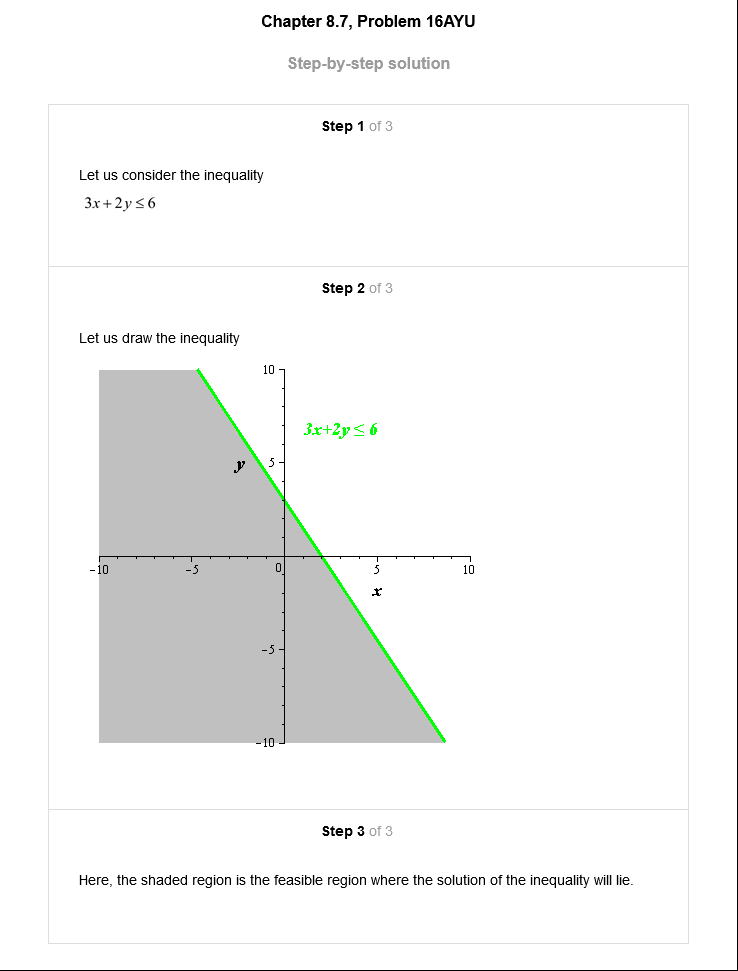 Chapter 8.7, Problem 16AYU
Step-by-step solution
Step 1 of 3
Let us consider the inequality
3x+2y≤6
Step 2 of 3
Let us draw the inequality
10
3x+2y≤ 6
y
5
−10
−5
0
5
10
x
−5
−10
Step 3 of 3
Here, the shaded region is the feasible region where the solution of the inequality will lie.